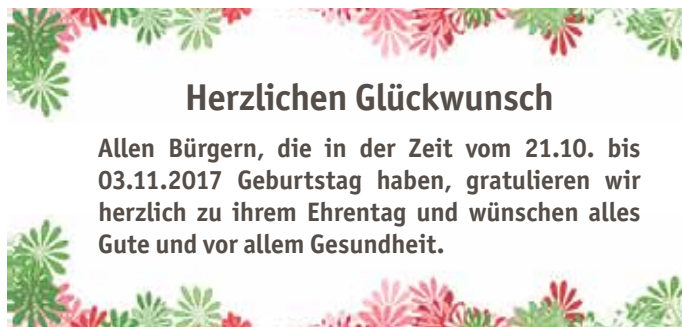 Herzlichen Glückwunsch
Allen Bürgern, die in der Zeit vom 21.10. bis
03.11.2017 Geburtstag haben, gratulieren wir
herzlich zu ihrem Ehrentag und wünschen alles
Gute und vor allem Gesundheit.